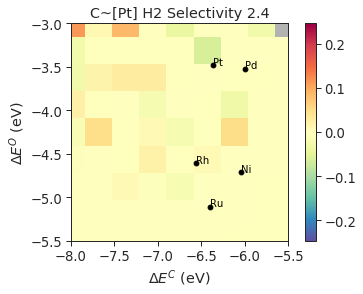 C~[Pt] H2 Selectivity 2.4
−3.0
−3.5
−4.0
−4.5
−5.0
−5.5
ΔE^O (eV)
Pt
Pd
Rh
Ni
Ru
−8.0 −7.5 −7.0 −6.5 −6.0 −5.5
ΔE^C (eV)
0.2
0.1
0.0
−0.1
−0.2